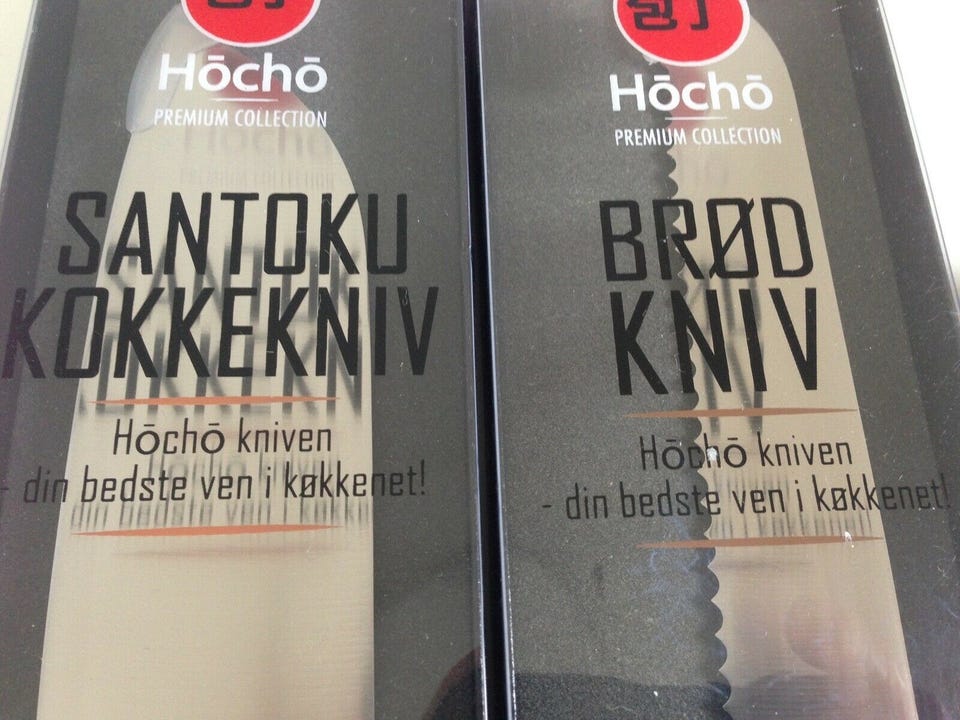 Hōchō
PREMIUM COLLECTION
SANTOKU
KOKKEKNIV
Hōchō kniven
- din bedste ven i køkkenet!
Hōchō
PREMIUM COLLECTION
BRØD
KNIV
Hōchō kniven
- din bedste ven i køkkenet!